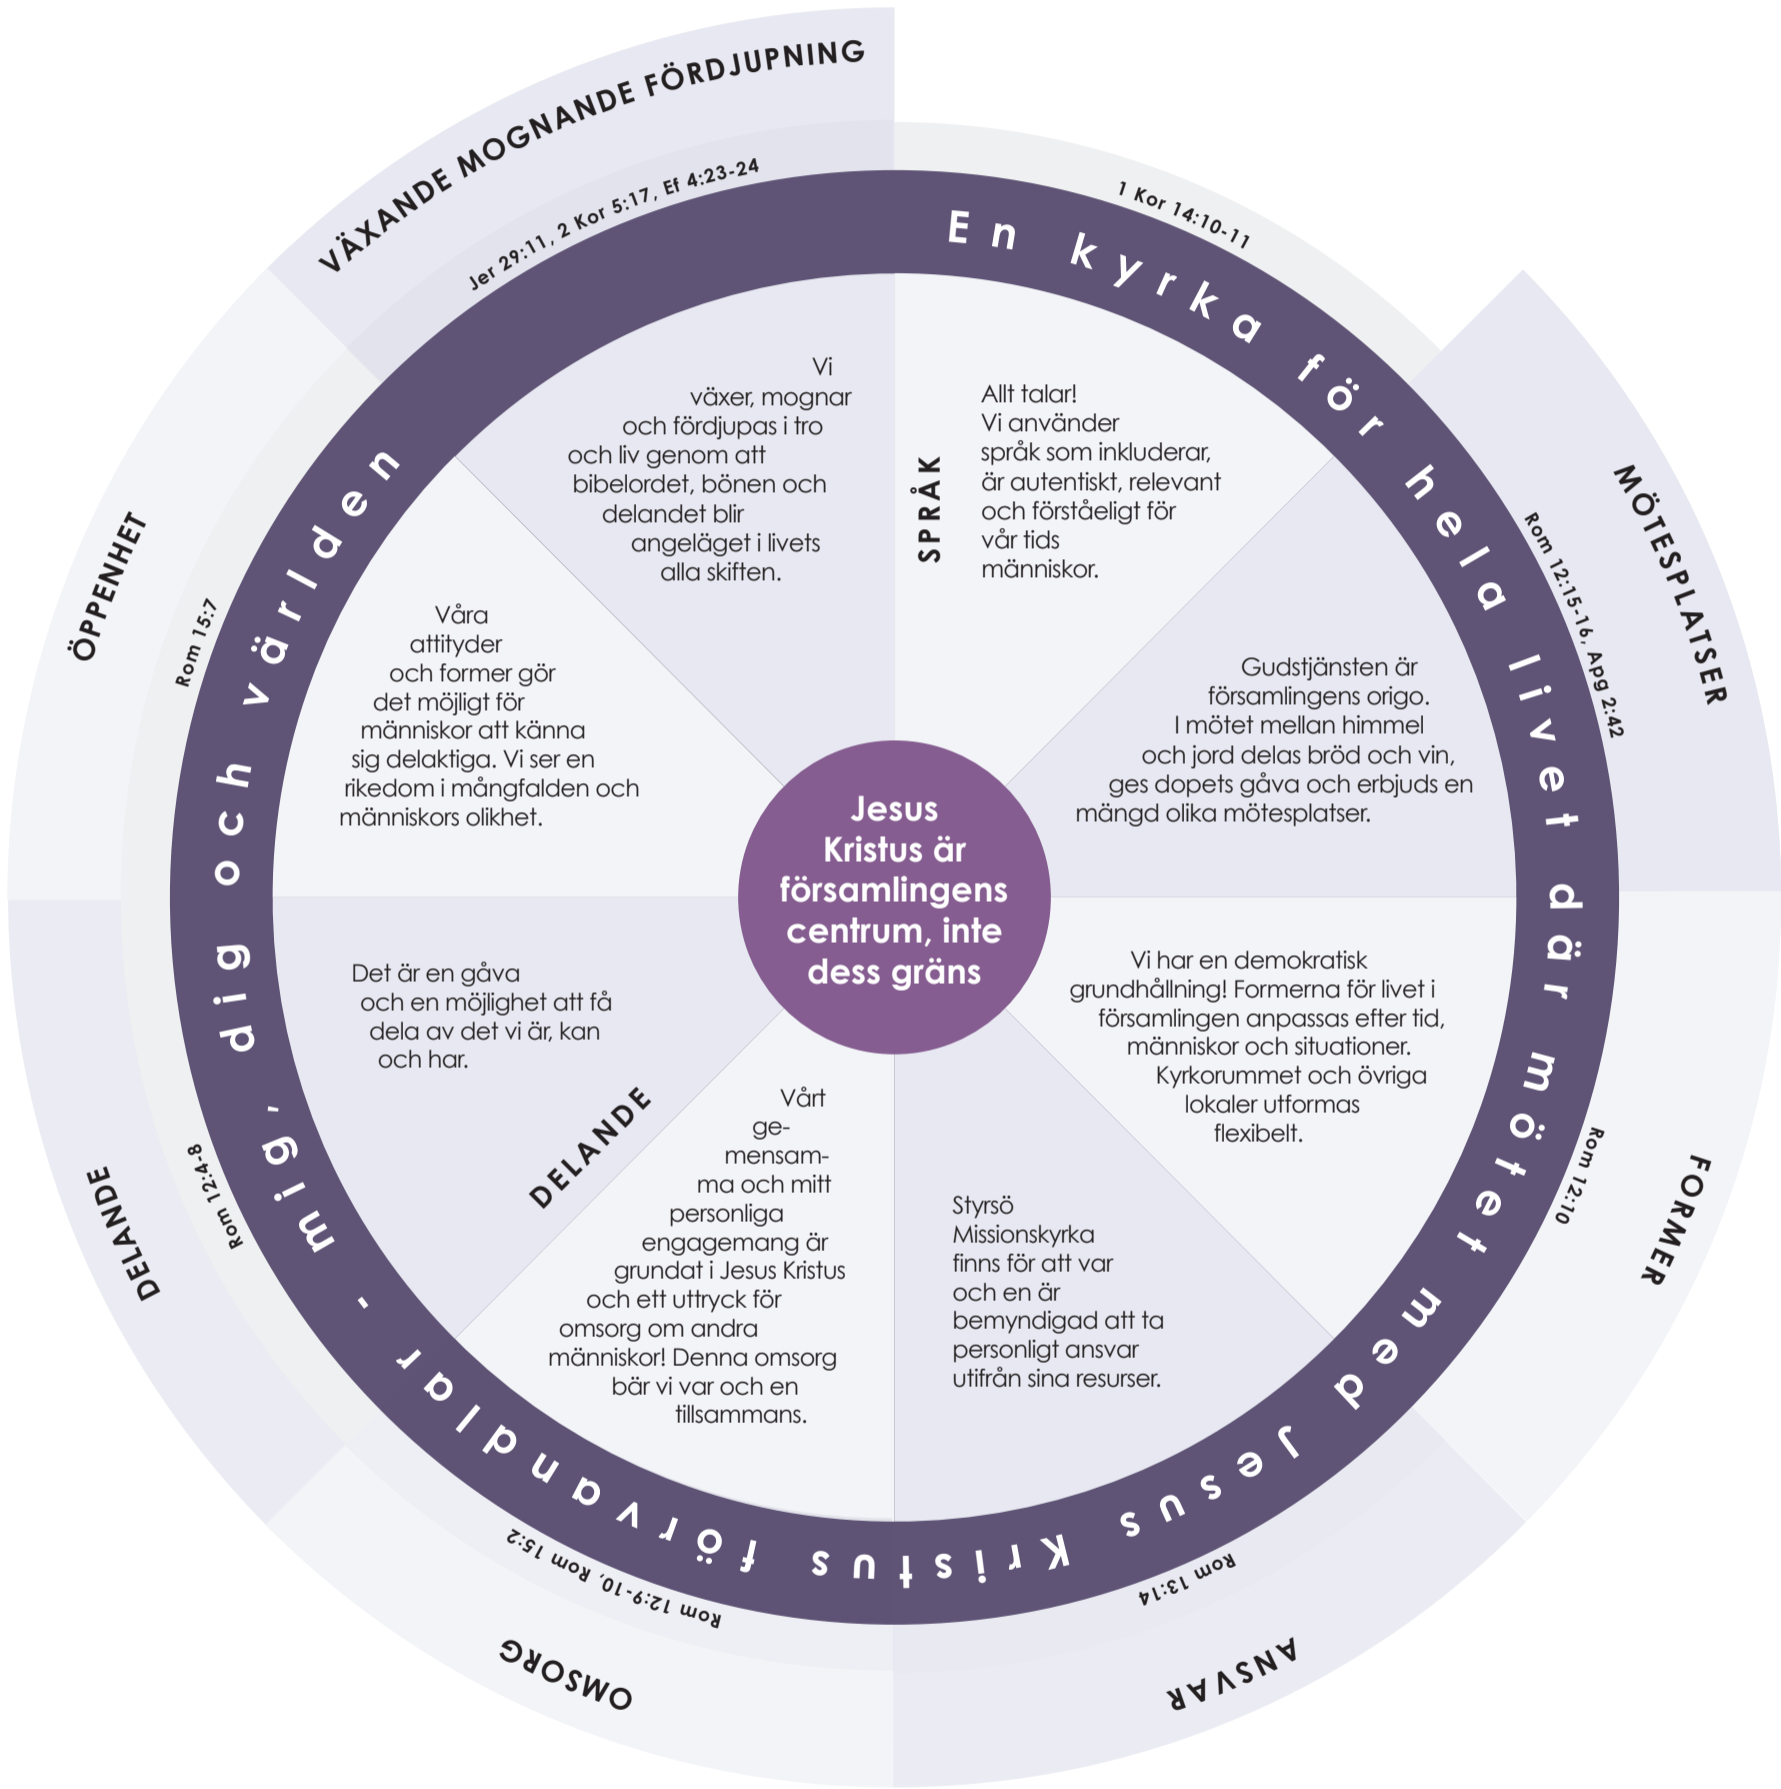 VÄXANDE MOGNANDE FÖRDJUPNING
Jer 29:11, 2 Kor 5:17, Ef 4:23-24
1 Kor 14:10-11
En kyrka för hela livet där mötet med Jesus Kristus förvandlar - mig, dig och världen
SPRÅK
Allt talar!
Vi använder
språk som inkluderar,
är autentiskt, relevant
och förståeligt för
vår tids
människor.
MÖTESPLATSER
Rom 12:15-16, Apg 2:42
Gudstjänsten är
församlingens origo.
I mötet mellan himmel
och jord delas bröd och vin,
ges dopets gåva och erbjuds en
mängd olika mötesplatser.
FORMER
Rom 12:10
Vi har en demokratisk
grundhållning! Formerna för livet i
församlingen anpassas efter tid,
människor och situationer.
Kyrkorummet och övriga
lokaler utformas
flexibelt.
ANSVAR
Rom 13:14
Styrsö
Missionskyrka
finns för att var
och en är
bemyndigad att ta
personligt ansvar
utifrån sina resurser.
OMSORG
Rom 12:9-10, Rom 15:2
Vårt
ge-
mensam-
ma och mitt
personliga
engagemang är
grundat i Jesus Kristus
och ett uttryck för
omsorg om andra
människor! Denna omsorg
bär vi var och en
tillsammans.
DELANDE
Rom 12:4-8
DELANDE
Det är en gåva
och en möjlighet att få
dela av det vi är, kan
och har.
ÖPPENHET
Rom 15:7
Våra
attityder
och former gör
det möjligt för
människor att känna
sig delaktiga. Vi ser en
rikedom i mångfalden och
människors olikhet.
Vi
växer, mognar
och fördjupas i tro
och liv genom att
bibelordet, bönen och
delandet blir
angeläget i livets
alla skiften.
Jesus
Kristus är
församlingens
centrum, inte
dess gräns